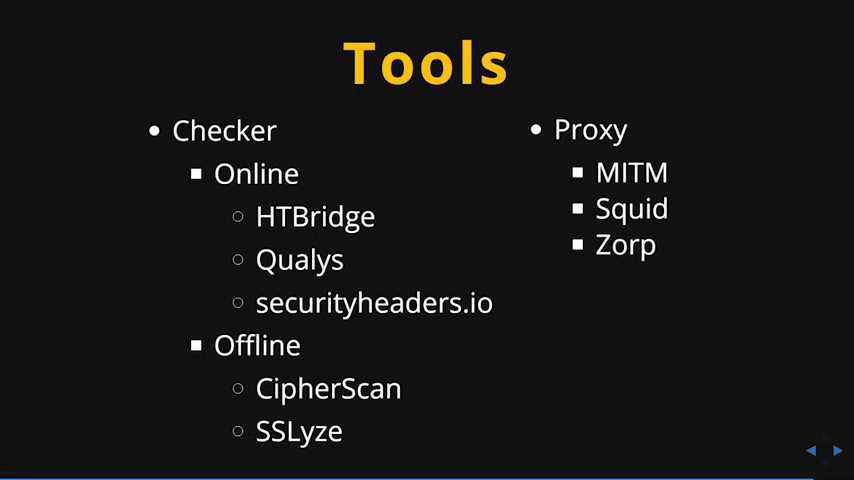 Tools
Checker
Online
HTBridge
Qualys
securityheaders.io
Offline
CipherScan
SSLyze
Proxy
MITM
Squid
Zorp